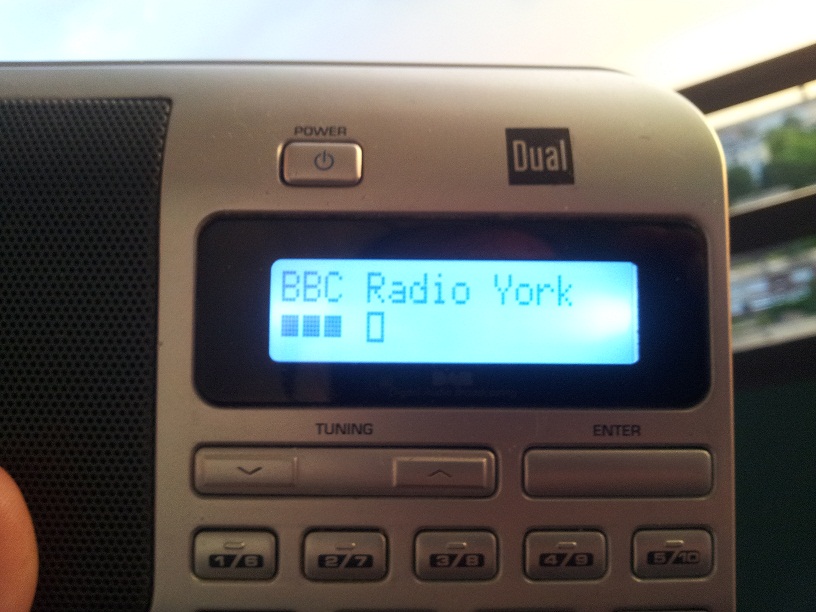 POWER
Dual
BBC Radio York
TUNING
ENTER
1/6
2/7
3/8
4/9
5/10